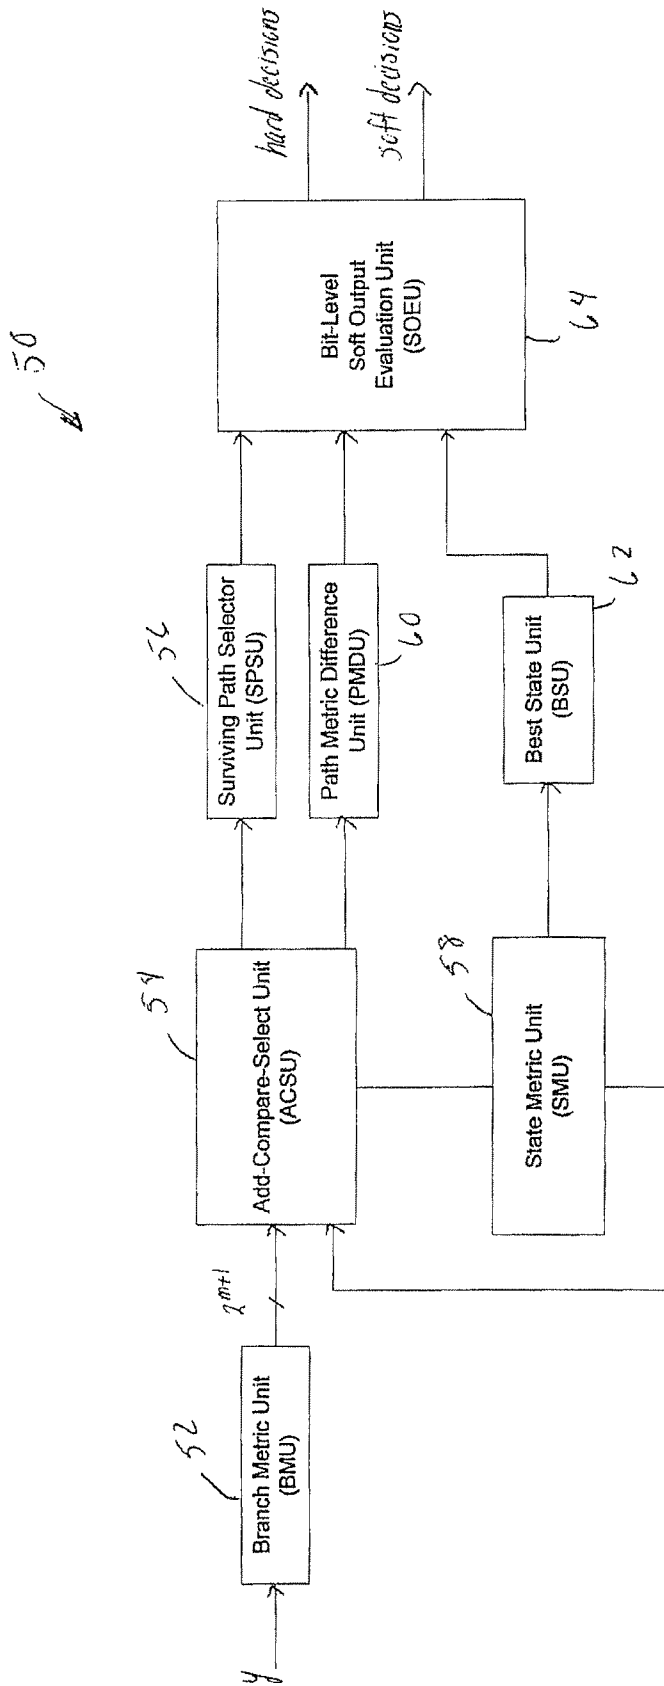 50
y
52
Branch Metric Unit
(BMU)
2^{m+1}
54
Add-Compare-Select Unit
(ACSU)
56
Surviving Path Selector
Unit (SPSU)
Path Metric Difference
Unit (PMDU)
60
58
State Metric Unit
(SMU)
Best State Unit
(BSU)
62
Bit-Level
Soft Output
Evaluation Unit
(SOEU)
64
hard decisions
soft decisions